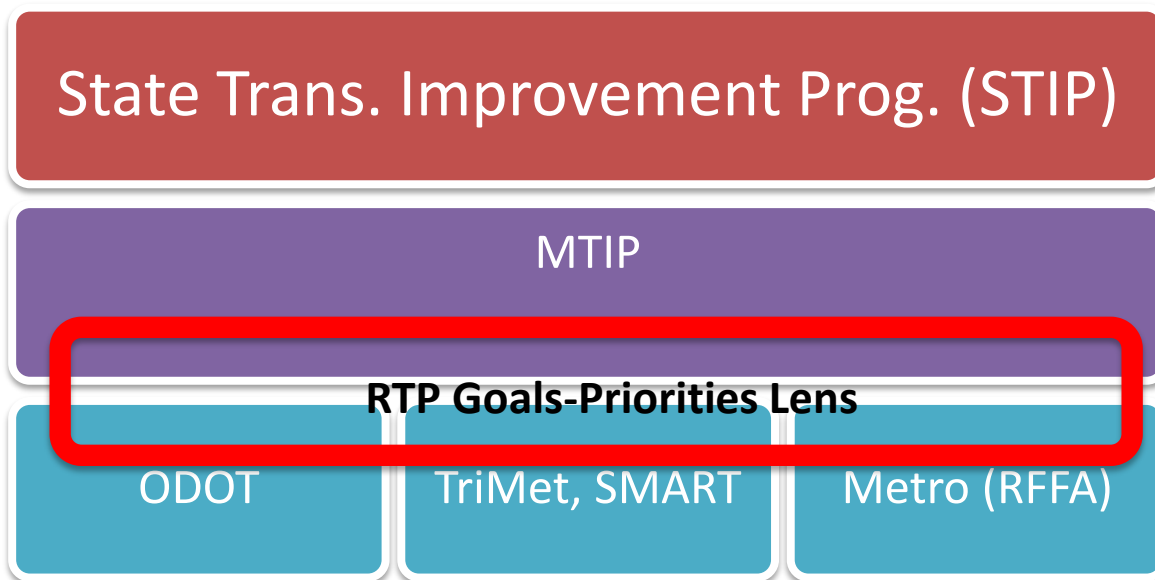 State Trans. Improvement Prog. (STIP)
MTIP
RTP Goals-Priorities Lens
ODOT
TriMet, SMART
Metro (RFFA)